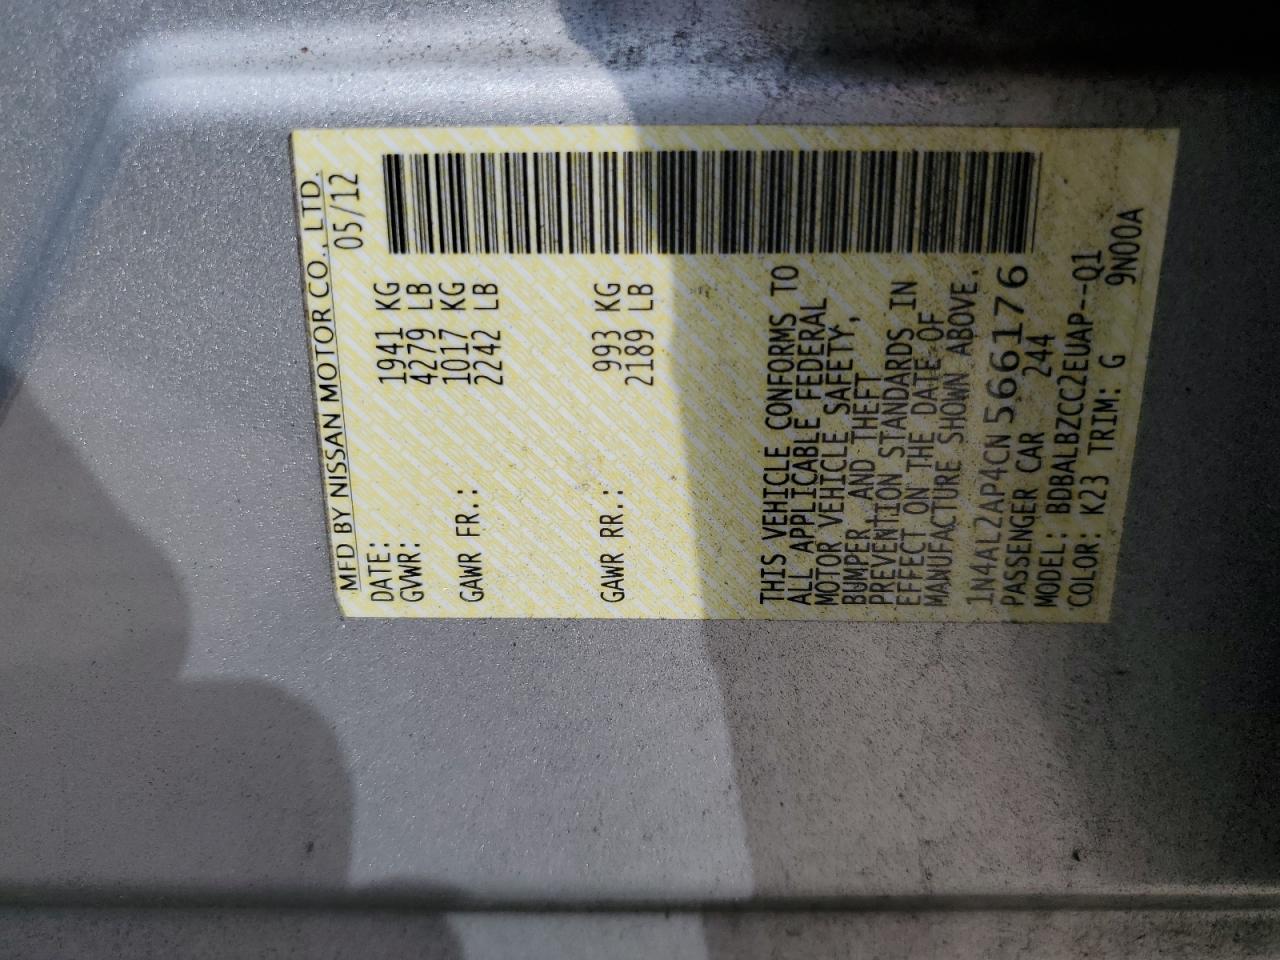 MFD BY NISSAN MOTOR CO., LTD.
DATE: 05/12
GVWR: 1941 KG
4279 LB
GAWR FR.: 1017 KG
2242 LB
GAWR RR.: 993 KG
2189 LB
THIS VEHICLE CONFORMS TO
ALL APPLICABLE FEDERAL
MOTOR VEHICLE SAFETY,
BUMPER AND THEFT
PREVENTION STANDARDS IN
EFFECT ON THE DATE OF
MANUFACTURE SHOWN ABOVE.
1N4AL2AP4CN566176
PASSENGER CAR 244
MODEL: BDBALBZCC2EUAP--Q1
COLOR: K23 TRIM: G 9N00A